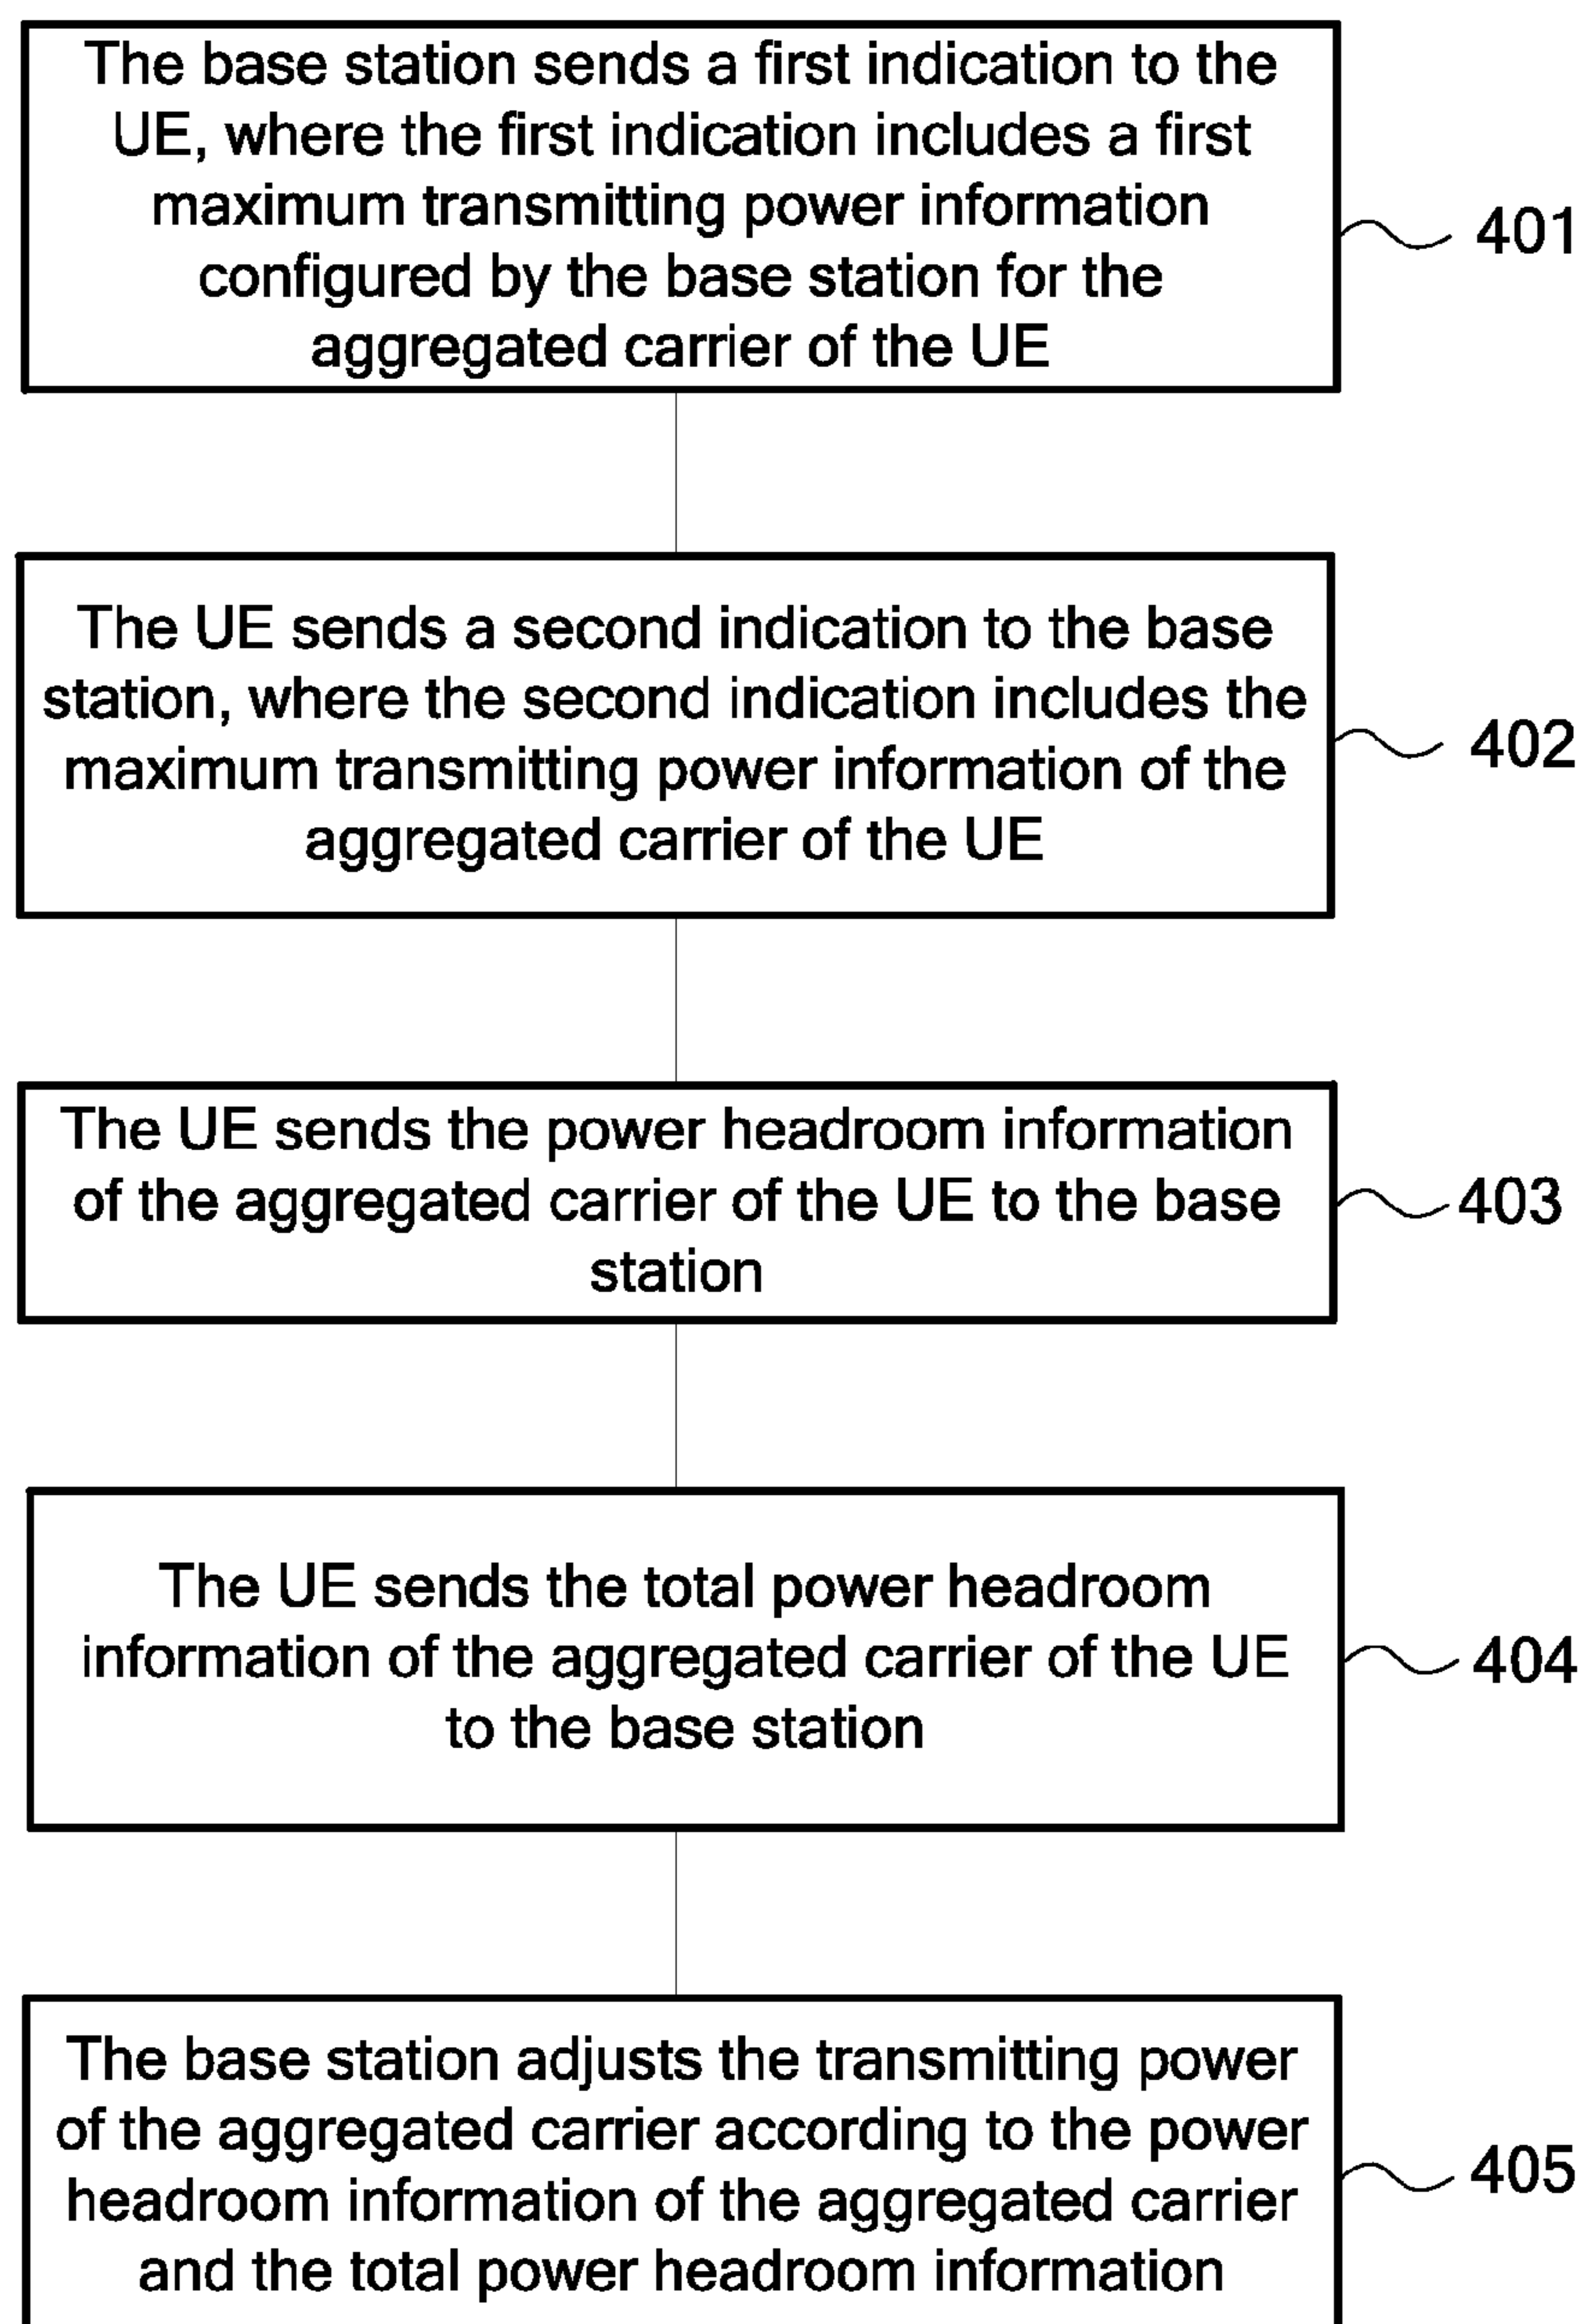 The base station sends a first indication to the
UE, where the first indication includes a first
maximum transmitting power information
configured by the base station for the
aggregated carrier of the UE
401
The UE sends a second indication to the base
station, where the second indication includes the
maximum transmitting power information of the
aggregated carrier of the UE
402
The UE sends the power headroom information
of the aggregated carrier of the UE to the base
station
403
The UE sends the total power headroom
information of the aggregated carrier of the UE
to the base station
404
The base station adjusts the transmitting power
of the aggregated carrier according to the power
headroom information of the aggregated carrier
and the total power headroom information
405